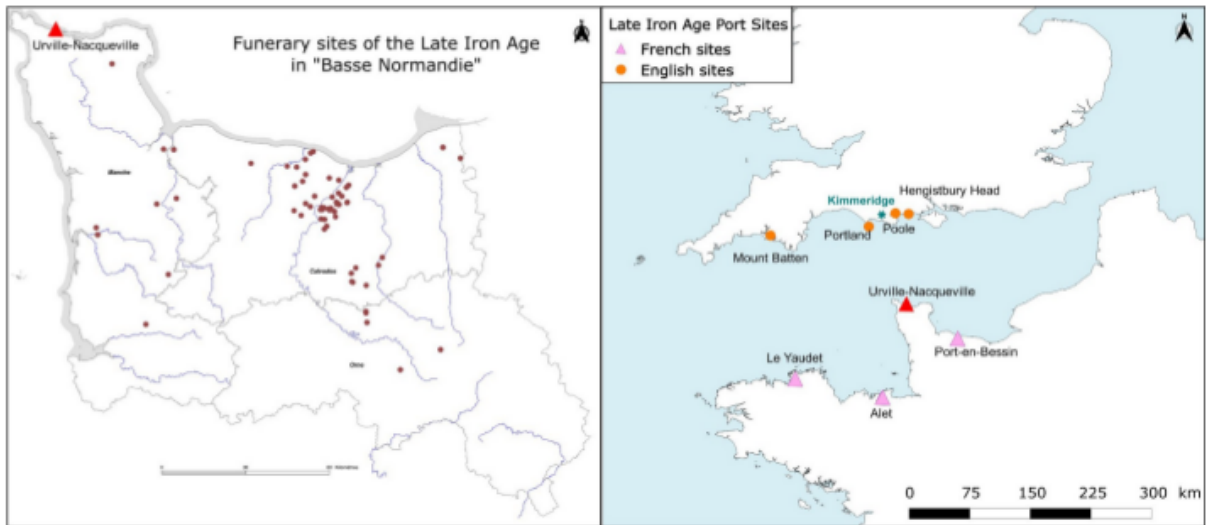 Urville-Nacqueville
Funerary sites of the Late Iron Age
in "Basse Normandie"
N
Manche
Calvados
Orne
Late Iron Age Port Sites
French sites
English sites
N
Hengistbury Head
Kimmeridge
Portland
Poole
Mount Batten
Urville-Nacqueville
Port-en-Bessin
Le Yaudet
Alet
0 75 150 225 300 km